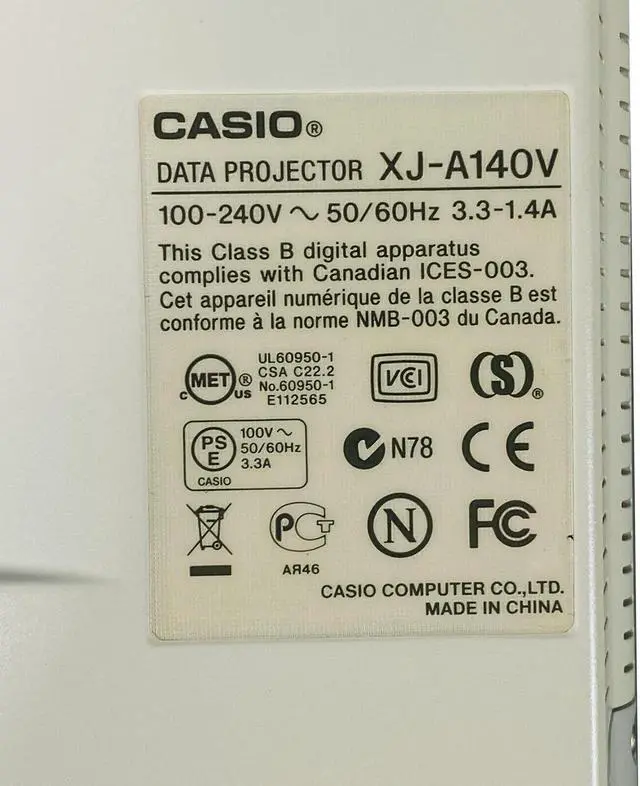 CASIO®
DATA PROJECTOR XJ-A140V
100-240V ∼ 50/60Hz 3.3-1.4A
This Class B digital apparatus
complies with Canadian ICES-003.
Cet appareil numérique de la classe B est
conforme à la norme NMB-003 du Canada.
c MET ® US
UL60950-1
CSA C22.2
No.60950-1
E112565
VCI
S ®
PS
E
CASIO
100V ∼
50/60Hz
3.3A
N78
CE
PCT
АЯ46
N
FC
CASIO COMPUTER CO.,LTD.
MADE IN CHINA